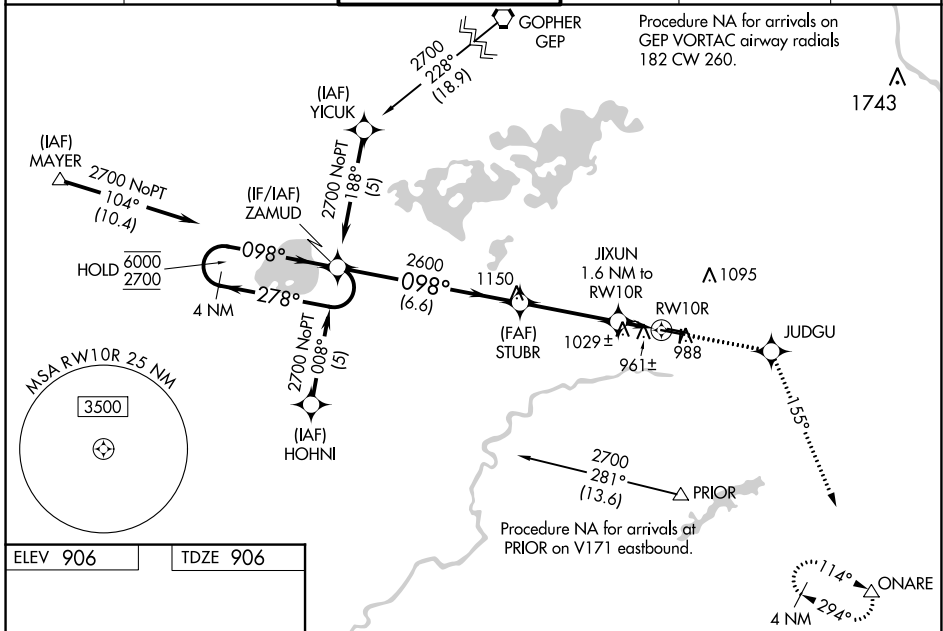 GOPHER
GEP
Procedure NA for arrivals on
GEP VORTAC airway radials
182 CW 260.
1743
2700
228°
(18.9)
(IAF)
YICUK
(IAF)
MAYER
2700 NoPT
104°
(10.4)
2700 NoPT
188°
(5)
(IF/IAF)
ZAMUD
HOLD
6000
2700
098°
278°
4 NM
2600
098°
(6.6)
1150
(FAF)
STUBR
JIXUN
1.6 NM to
RW10R
1095
RW10R
1029±
961±
988
JUDGU
155°
2700 NoPT
008°
(5)
(IAF)
HOHNI
MSA RW10R 25 NM
3500
2700
281°
(13.6)
PRIOR
Procedure NA for arrivals at
PRIOR on V171 eastbound.
ELEV 906
TDZE 906
114°
294°
4 NM
ONARE